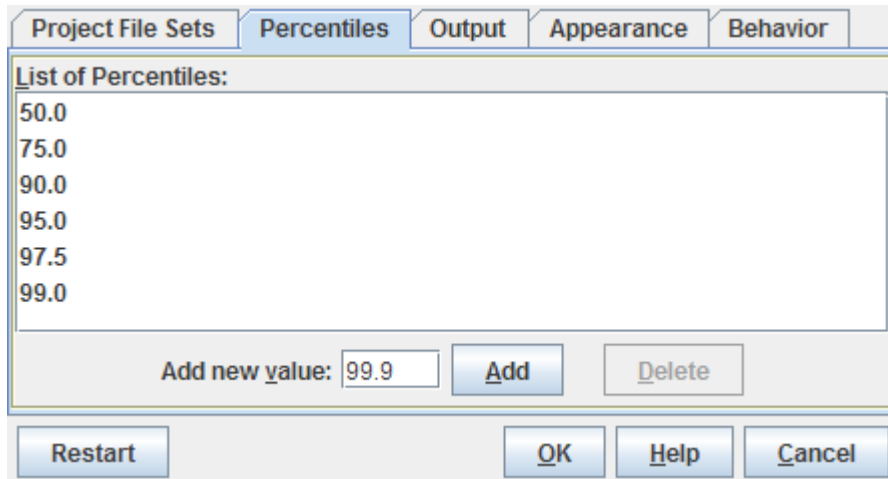 Project File Sets Percentiles Output Appearance Behavior
List of Percentiles:
50.0
75.0
90.0
95.0
97.5
99.0
Add new value: 99.9 Add Delete
Restart OK Help Cancel